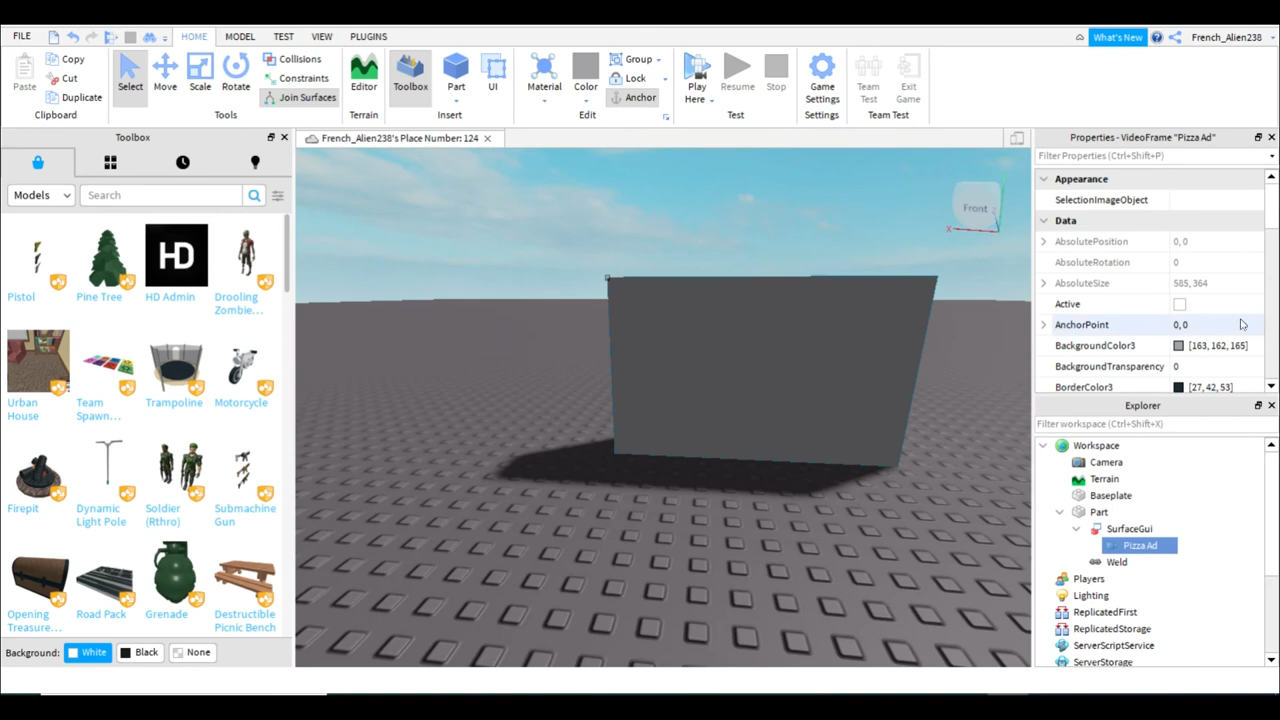 FILE HOME MODEL TEST VIEW PLUGINS What's New French_Alien238
Paste Copy Cut Duplicate Clipboard
Select Move Scale Rotate Collisions Constraints Join Surfaces Tools
Editor Terrain
Toolbox Part UI Insert
Material Color Group Lock Anchor Edit
Play Here Resume Stop Test
Game Settings Settings
Team Test Exit Game Team Test
Toolbox
Models Search
Pistol Pine Tree HD HD Admin Drooling Zombie...
Urban House Team Spawn... Trampoline Motorcycle
Firepit Dynamic Light Pole Soldier (Rthro) Submachine Gun
Opening Treasure... Road Pack Grenade Destructible Picnic Bench
Background: White Black None
French_Alien238's Place Number: 124
Front
X
Properties - VideoFrame "Pizza Ad"
Filter Properties (Ctrl+Shift+P)
Appearance
SelectionImageObject
Data
AbsolutePosition 0, 0
AbsoluteRotation 0
AbsoluteSize 585, 364
Active
AnchorPoint 0, 0
BackgroundColor3 [163, 162, 165]
BackgroundTransparency 0
BorderColor3 [27, 42, 53]
Explorer
Filter workspace (Ctrl+Shift+X)
Workspace
Camera
Terrain
Baseplate
Part
SurfaceGui
Pizza Ad
Weld
Players
Lighting
ReplicatedFirst
ReplicatedStorage
ServerScriptService
ServerStorage